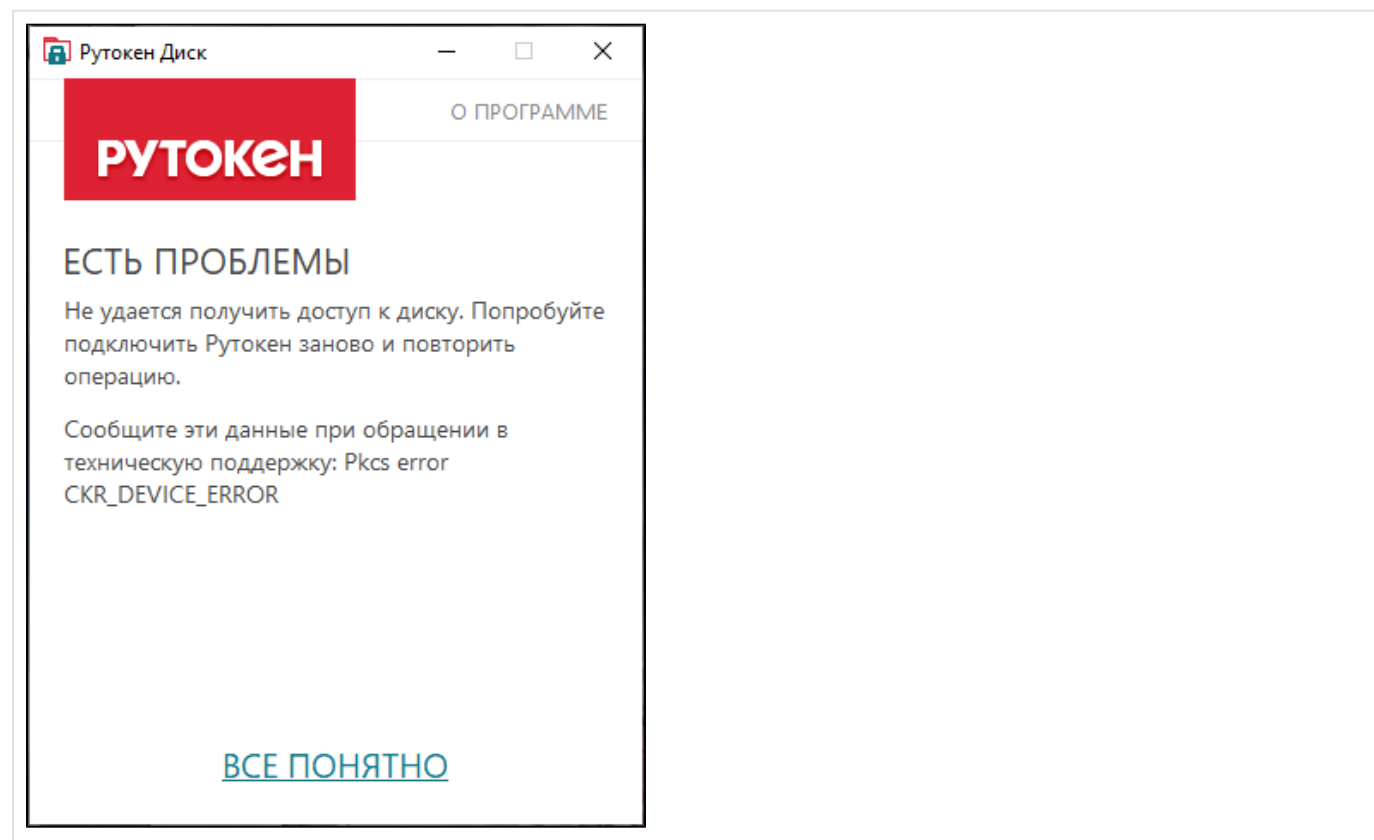 Рутокен Диск
О ПРОГРАММЕ
РУТОКЕН
ЕСТЬ ПРОБЛЕМЫ
Не удается получить доступ к диску. Попробуйте
подключить Рутокен заново и повторить
операцию.
Сообщите эти данные при обращении в
техническую поддержку: Pkcs error
CKR_DEVICE_ERROR
ВСЕ ПОНЯТНО